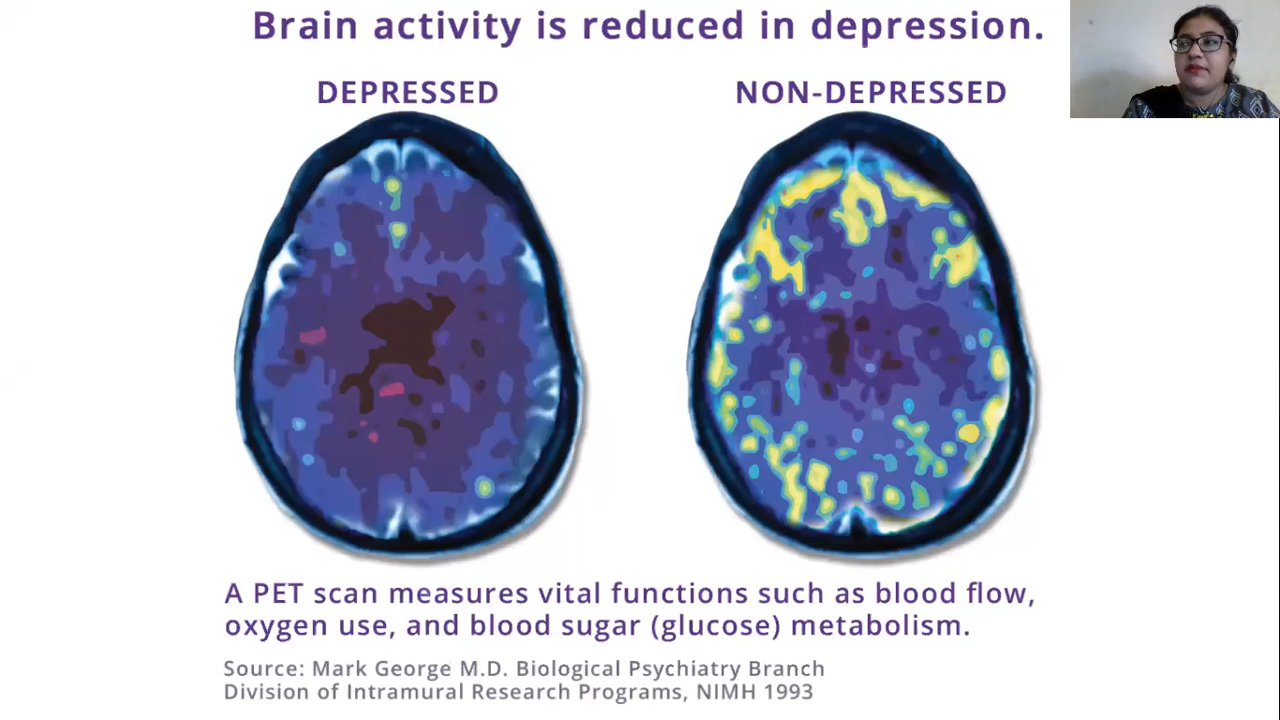 Brain activity is reduced in depression.
DEPRESSED
NON-DEPRESSED
A PET scan measures vital functions such as blood flow,
oxygen use, and blood sugar (glucose) metabolism.
Source: Mark George M.D. Biological Psychiatry Branch
Division of Intramural Research Programs, NIMH 1993